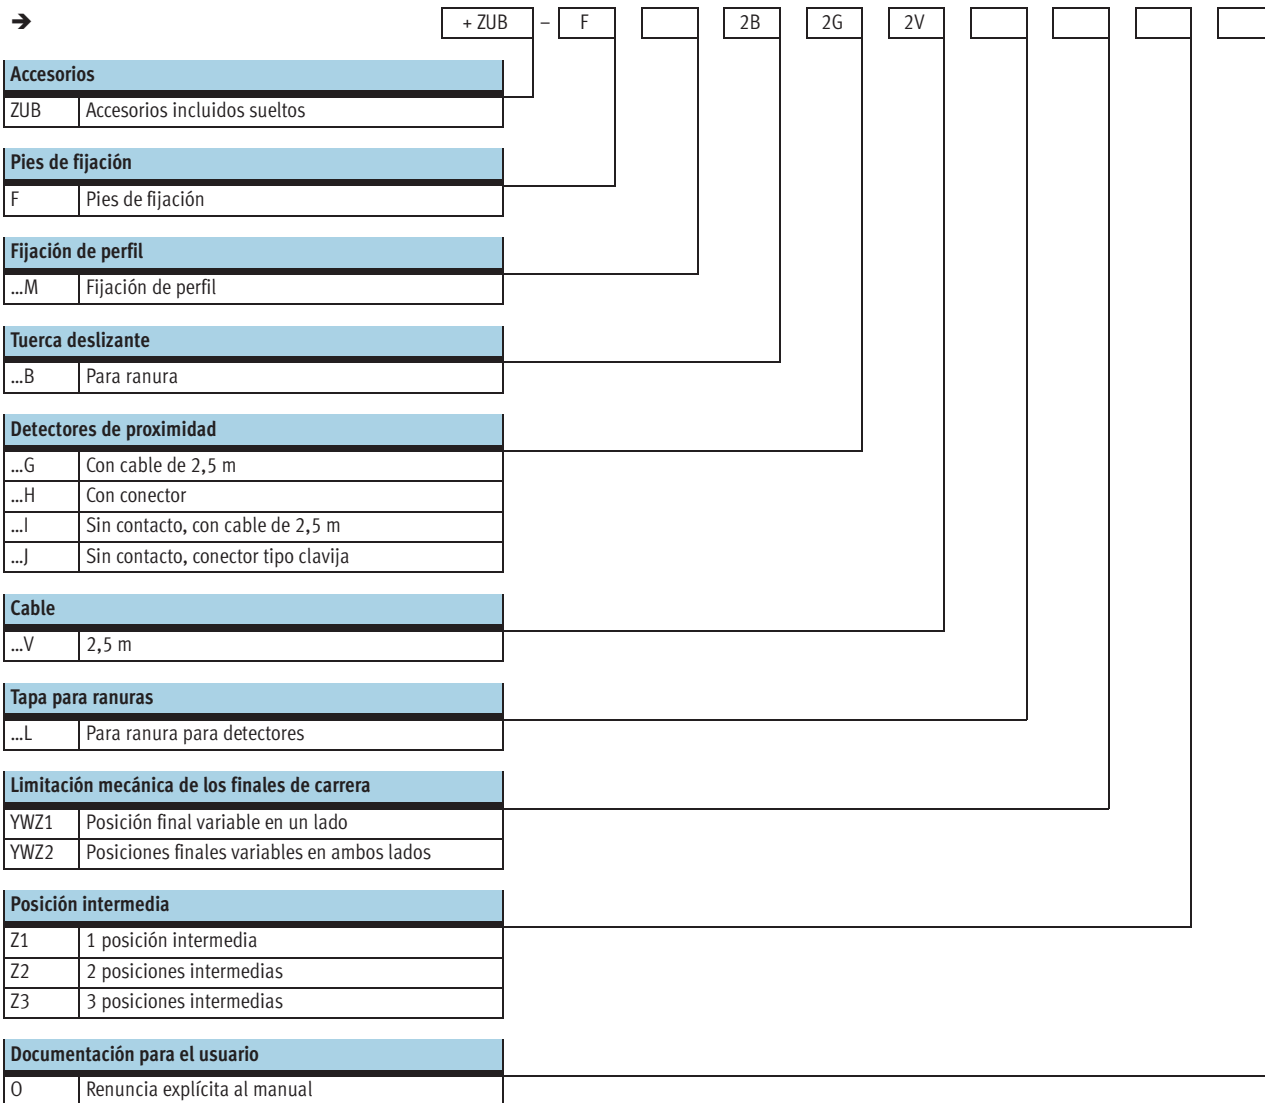 ➔ + ZUB – F 2B 2G 2V
Accesorios
ZUB Accesorios incluidos sueltos
Pies de fijación
F Pies de fijación
Fijación de perfil
...M Fijación de perfil
Tuerca deslizante
...B Para ranura
Detectores de proximidad
...G Con cable de 2,5 m
...H Con conector
...I Sin contacto, con cable de 2,5 m
...J Sin contacto, conector tipo clavija
Cable
...V 2,5 m
Tapa para ranuras
...L Para ranura para detectores
Limitación mecánica de los finales de carrera
YWZ1 Posición final variable en un lado
YWZ2 Posiciones finales variables en ambos lados
Posición intermedia
Z1 1 posición intermedia
Z2 2 posiciones intermedias
Z3 3 posiciones intermedias
Documentación para el usuario
O Renuncia explícita al manual